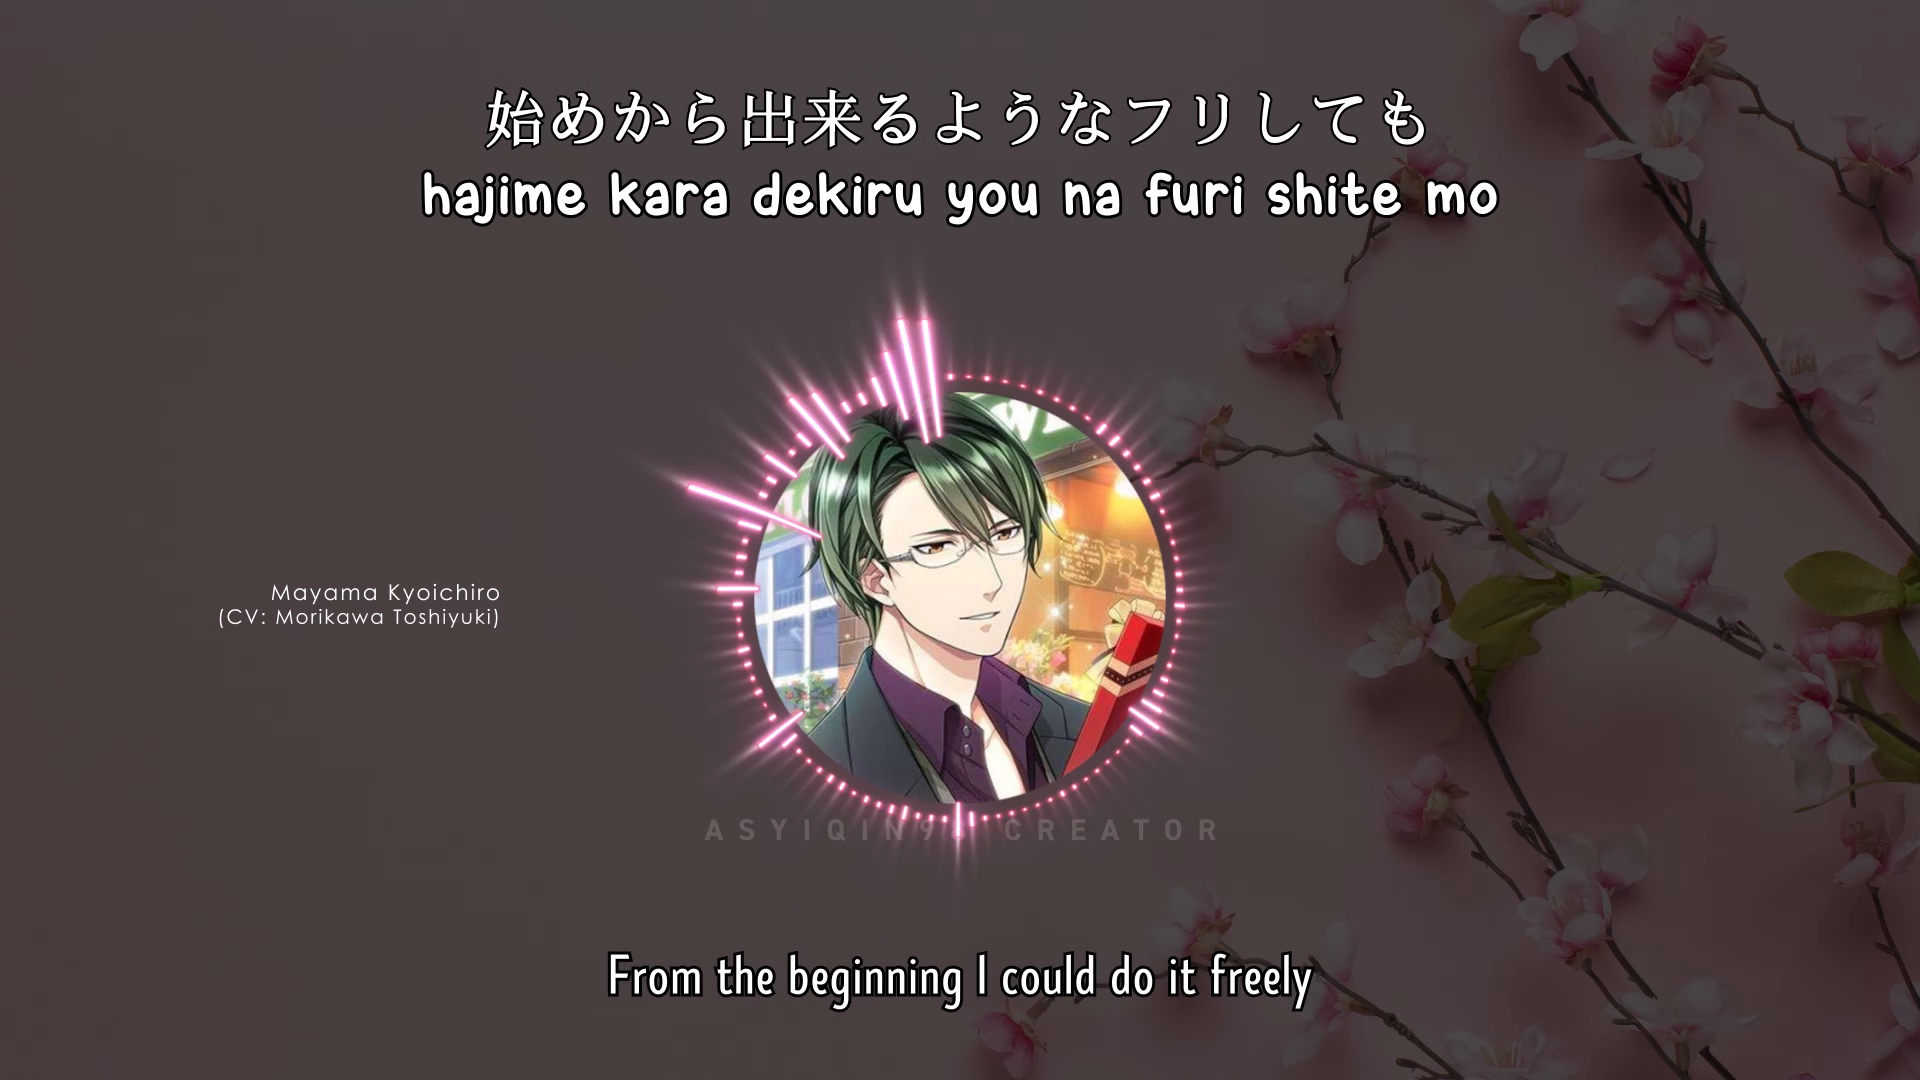 始めから出来るようなフリしても
hajime kara dekiru you na furi shite mo
Mayama Kyoichiro
(CV: Morikawa Toshiyuki)
CREATOR
From the beginning I could do it freely